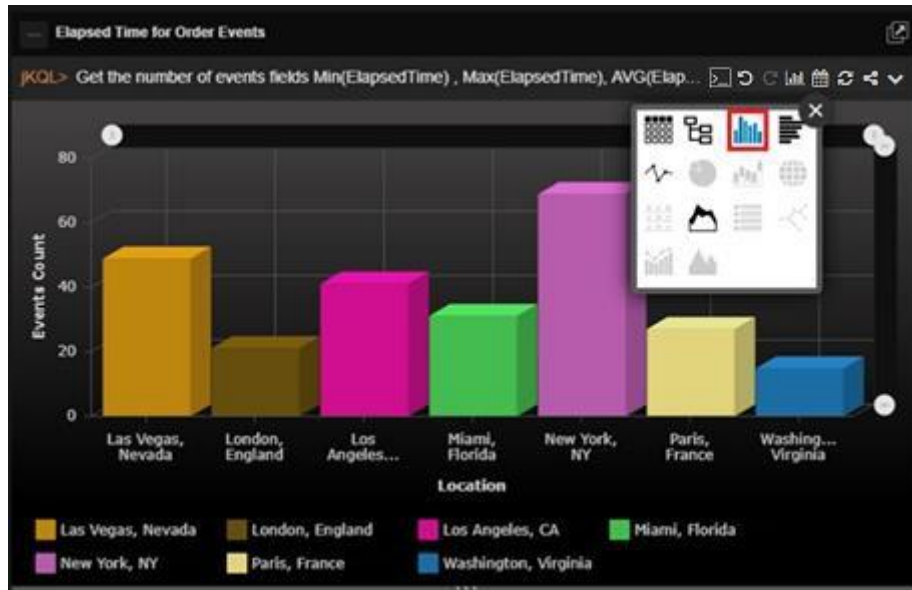 Elapsed Time for Order Events
jKQL> Get the number of events fields Min(ElapsedTime) , Max(ElapsedTime), AVG(Elap...
80
60
40
20
0
Events Count
Las Vegas, Nevada
London, England
Los Angeles...
Miami, Florida
New York, NY
Paris, France
Washing... Virginia
Location
Las Vegas, Nevada
London, England
Los Angeles, CA
Miami, Florida
New York, NY
Paris, France
Washington, Virginia